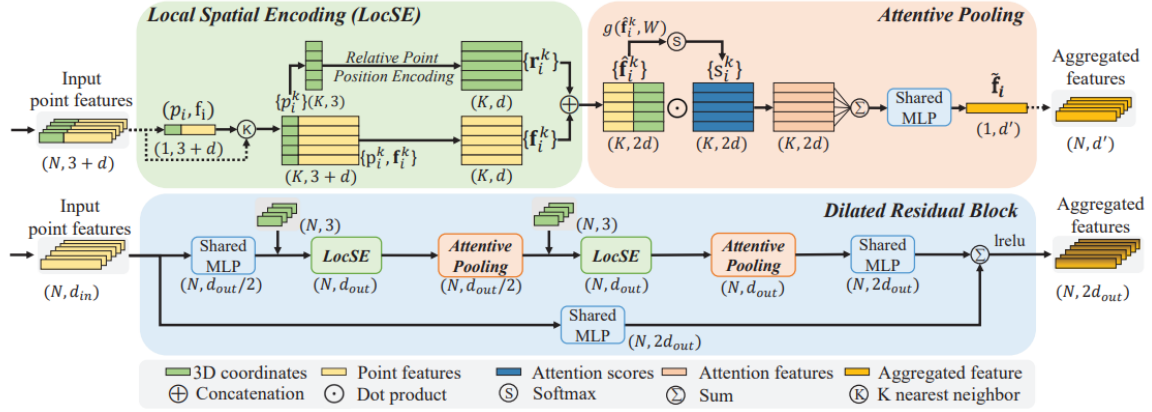 Local Spatial Encoding (LocSE)
Attentive Pooling
Input
point features
(N, 3 + d)
(p_i, f_i)
(1, 3 + d)
K
{p_i^k}(K, 3)
Relative Point
Position Encoding
{r_i^k}
(K, d)
{p_i^k, f_i^k}
(K, 3 + d)
{f_i^k}
(K, d)
g(f̂_i^k, W)
S
{f̂_i^k}
{s_i^k}
(K, 2d)
(K, 2d)
(K, 2d)
Σ
Shared
MLP
f̃_i
(1, d')
Aggregated
features
(N, d')
Input
point features
(N, d_in)
Dilated Residual Block
(N, 3)
(N, 3)
Shared
MLP
(N, d_out/2)
LocSE
(N, d_out)
Attentive
Pooling
(N, d_out/2)
LocSE
(N, d_out)
Attentive
Pooling
(N, d_out)
Shared
MLP
(N, 2d_out)
Σ
lrelu
Shared
MLP
(N, 2d_out)
Aggregated
features
(N, 2d_out)
3D coordinates
Point features
Attention scores
Attention features
Aggregated feature
Concatenation
Dot product
S Softmax
Σ Sum
K K nearest neighbor